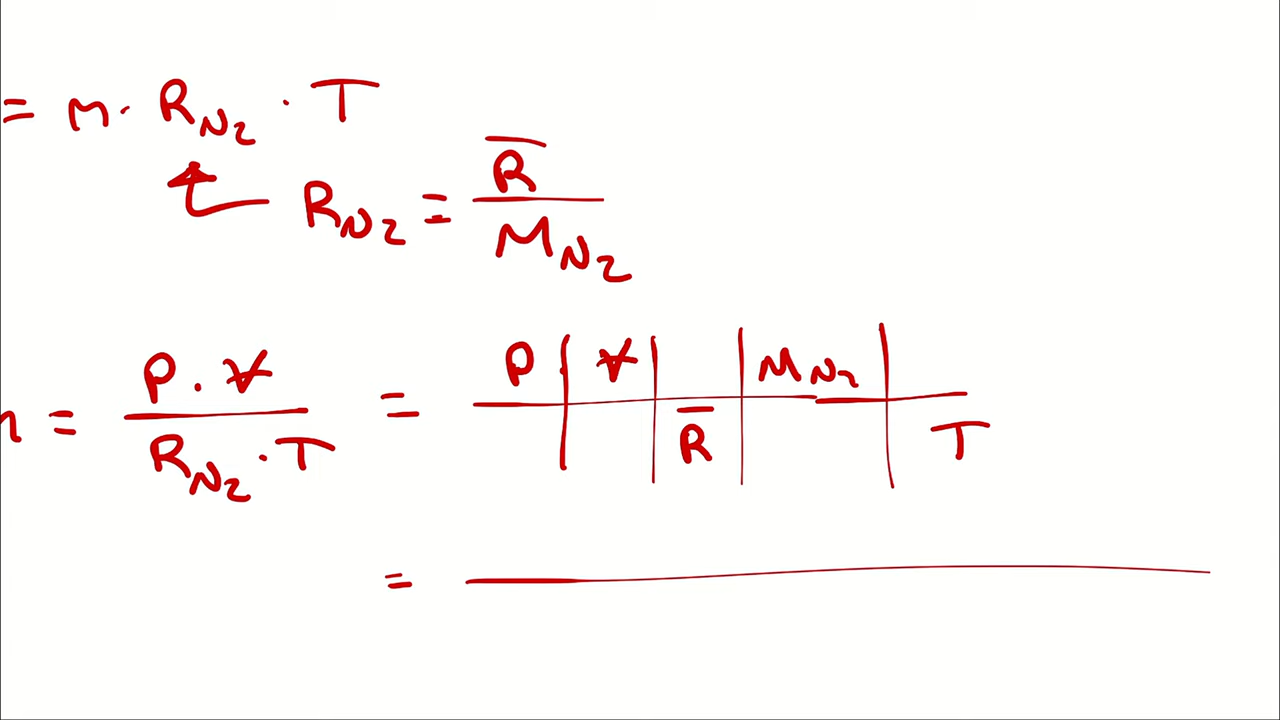 = m · R_N2 · T
R_N2 = R̅ / M_N2
m = P · V / R_N2 · T = P | V | R̅ | M_N2 | T
=